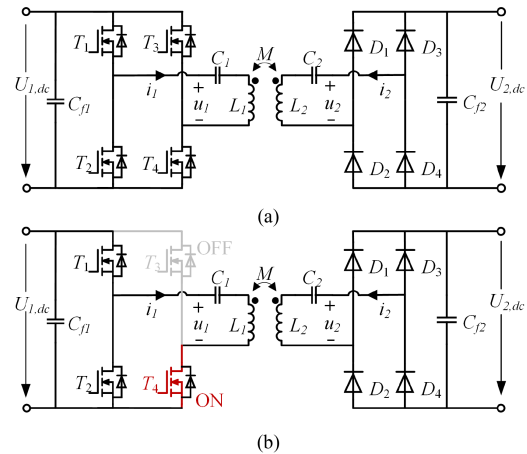 T1 T3 C1 M C2 D1 D3
U1,dc Cf1 i1 u1 L1 L2 u2 i2 Cf2 U2,dc
T2 T4 D2 D4
(a)
OFF
T1 T3 C1 M C2 D1 D3
U1,dc Cf1 i1 u1 L1 L2 u2 i2 Cf2 U2,dc
T2 T4 D2 D4
ON
(b)